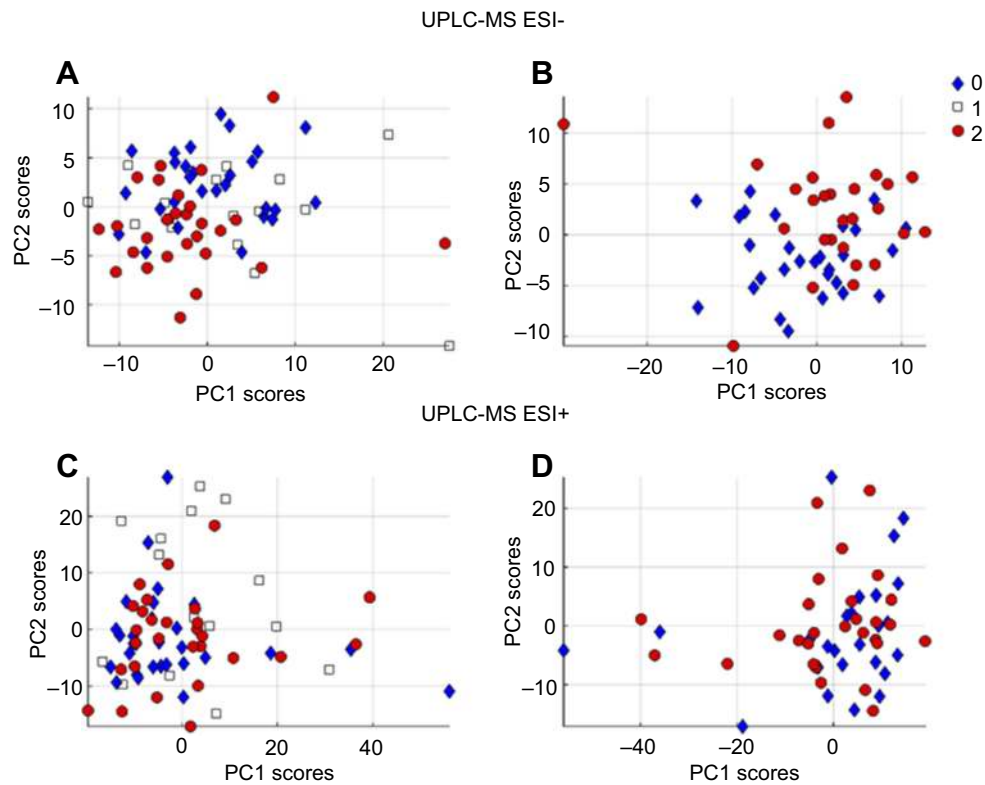 UPLC-MS ESI-
A
B
0
1
2
PC2 scores
10
5
0
–5
–10
–10
0
10
20
PC1 scores
PC2 scores
10
5
0
–5
–10
–20
–10
0
10
PC1 scores
UPLC-MS ESI+
C
D
PC2 scores
20
10
0
–10
0
20
40
PC1 scores
PC2 scores
20
10
0
–10
–40
–20
0
PC1 scores